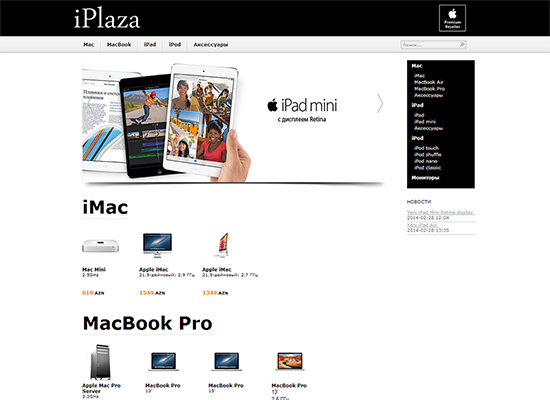 iPlaza
Premium
Reseller
Mac
MacBook
iPad
iPod
Аксессуары
Поиск...
iPad mini
с дисплеем Retina
Mac
iMac
MacBook Air
MacBook Pro
Аксессуары
iPad
iPad
iPad mini
Аксессуары
iPod
iPod touch
iPod shuffle
iPod nano
iPod classic
Мониторы
НОВОСТИ
Yeni iPad Mini Retina display.
2014-02-28 12:04
Yeni iPad Air.
2014-02-25 13:35
iMac
Mac Mini
2.5GHz
619 AZN
Apple iMac
21.5-дюймовый: 2,9 ГГц
1549 AZN
Apple iMac
21.5-дюймовый: 2,7 ГГц
1349 AZN
MacBook Pro
Apple Mac Pro
Server
3.2GHz
MacBook Pro
13'
MacBook Pro
13'
MacBook Pro
13'
2,6 ГГц